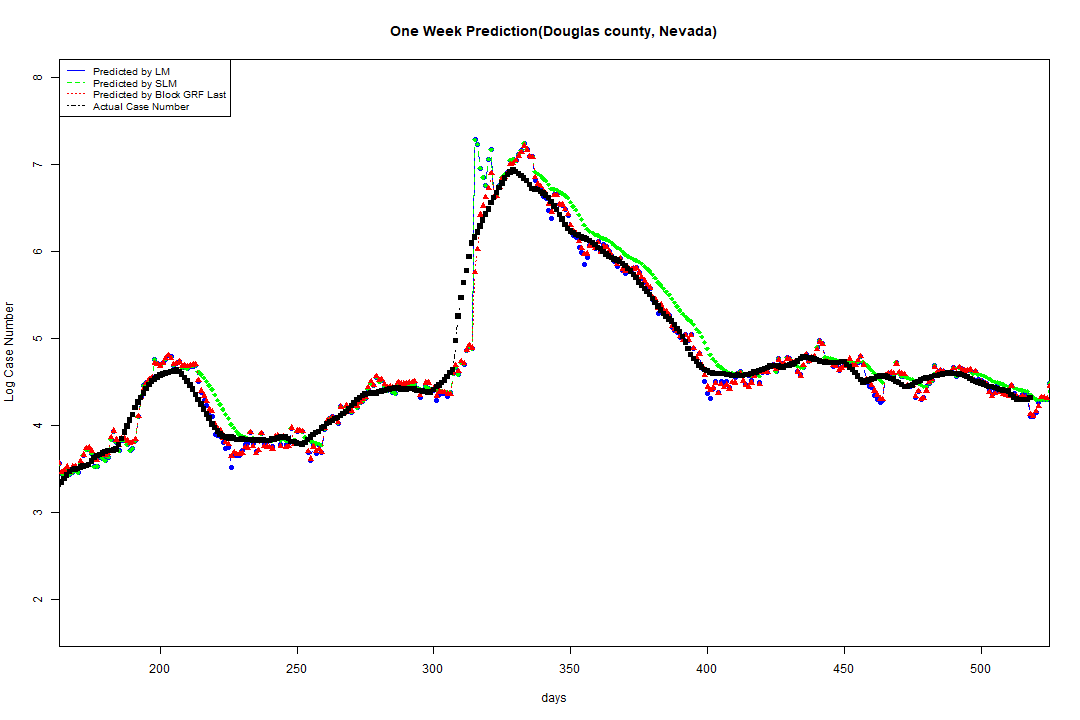 One Week Prediction(Douglas county, Nevada)
Predicted by LM
Predicted by SLM
Predicted by Block GRF Last
Actual Case Number
8
7
6
5
4
3
2
Log Case Number
200 250 300 350 400 450 500
days